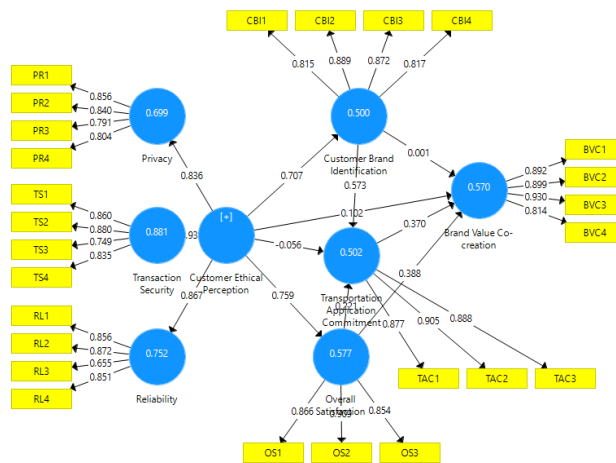 CBI1
CBI2
CBI3
CBI4
0.815
0.889
0.872
0.817
PR1
PR2
PR3
PR4
0.856
0.840
0.791
0.804
0.699
Privacy
0.500
Customer Brand
Identification
0.836
0.707
0.573
0.001
BVC1
BVC2
BVC3
BVC4
0.892
0.899
0.930
0.814
0.570
Brand Value Co-
creation
TS1
TS2
TS3
TS4
0.860
0.880
0.749
0.835
0.881
Transaction
Security
[+]
Customer Ethical
Perception
0.102
-0.056
0.370
0.388
0.502
Transportation
Application
Commitment
0.867
0.759
0.221
0.877
0.905
0.888
RL1
RL2
RL3
RL4
0.856
0.872
0.655
0.851
0.752
Reliability
0.577
Overall
Satisfaction
TAC1
TAC2
TAC3
0.866
0.854
OS1
OS2
OS3